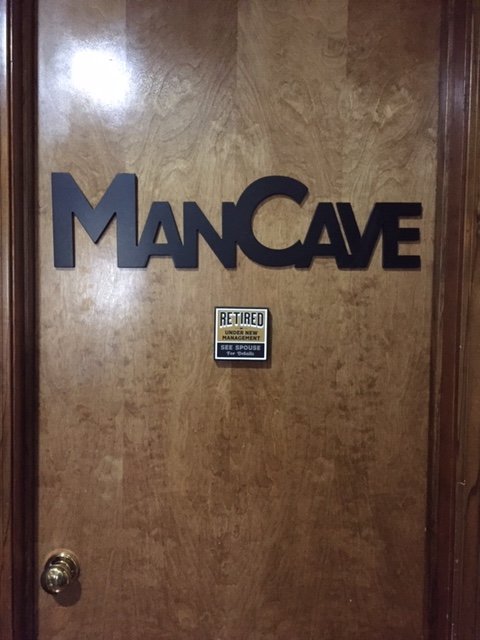 MANCAVE
RETIRED
UNDER NEW
MANAGEMENT
SEE SPOUSE
For Details